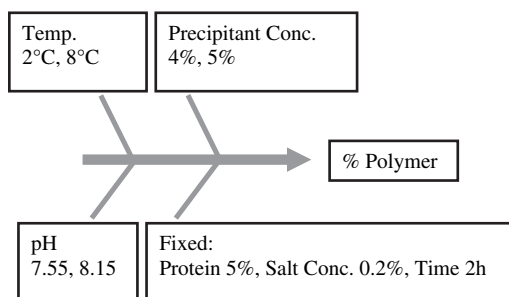 Temp.
2°C, 8°C
Precipitant Conc.
4%, 5%
% Polymer
pH
7.55, 8.15
Fixed:
Protein 5%, Salt Conc. 0.2%, Time 2h